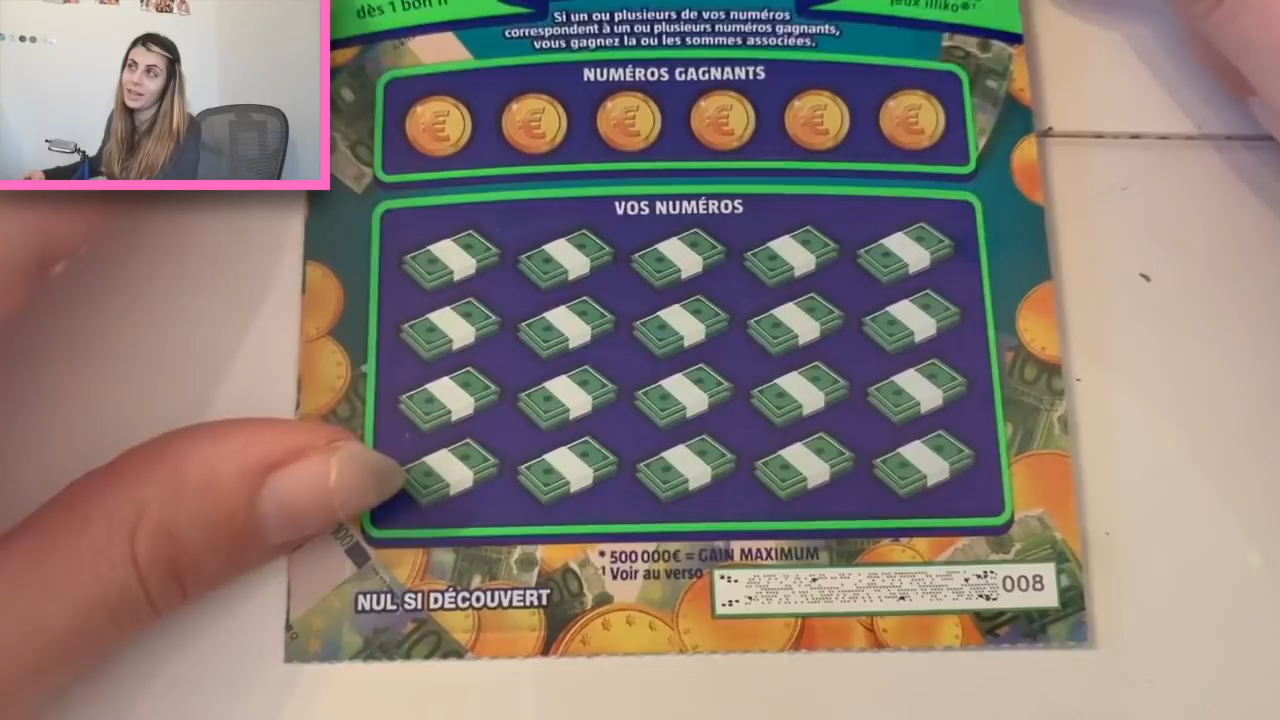 dès 1 bon n
jeux illiko®¹
Si un ou plusieurs de vos numéros
correspondent à un ou plusieurs numéros gagnants,
vous gagnez la ou les sommes associées.
NUMÉROS GAGNANTS
€ € € € € €
VOS NUMÉROS
* 500 000€ = GAIN MAXIMUM
¹ Voir au verso
NUL SI DÉCOUVERT
008
100